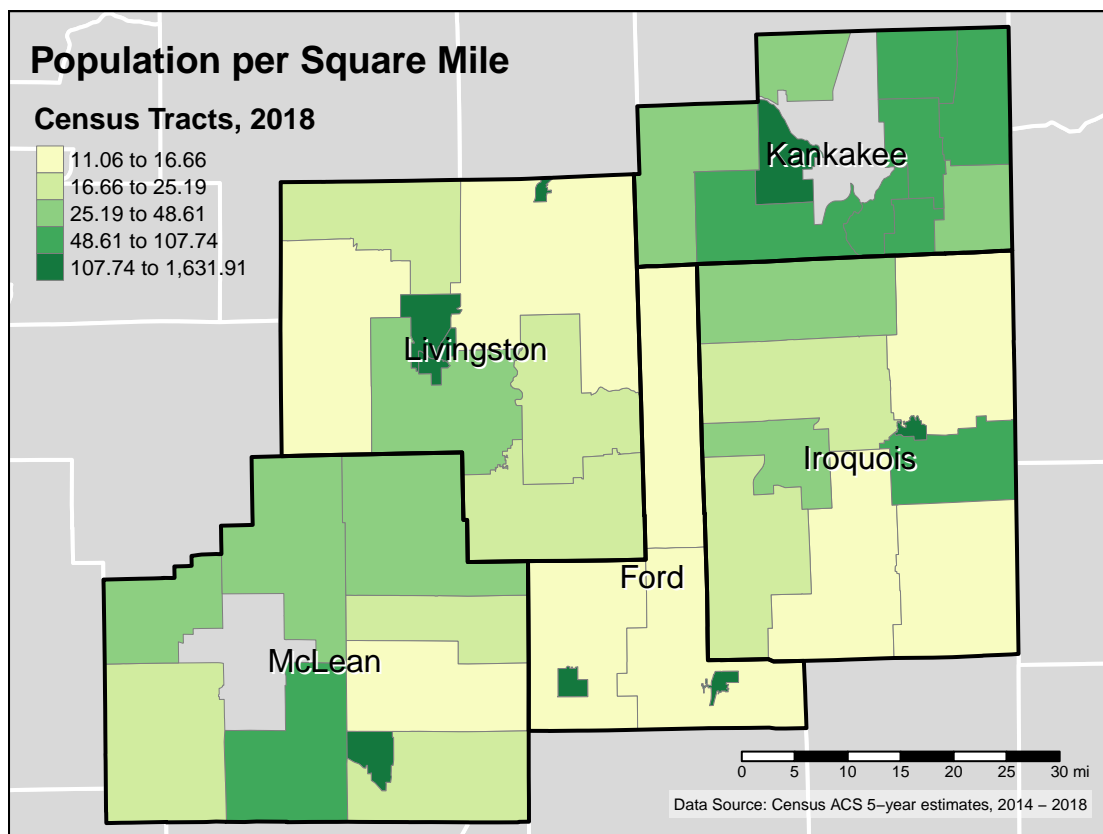 Population per Square Mile
Census Tracts, 2018
11.06 to 16.66
16.66 to 25.19
25.19 to 48.61
48.61 to 107.74
107.74 to 1,631.91
Kankakee
Livingston
Iroquois
Ford
McLean
0 5 10 15 20 25 30 mi
Data Source: Census ACS 5−year estimates, 2014 − 2018